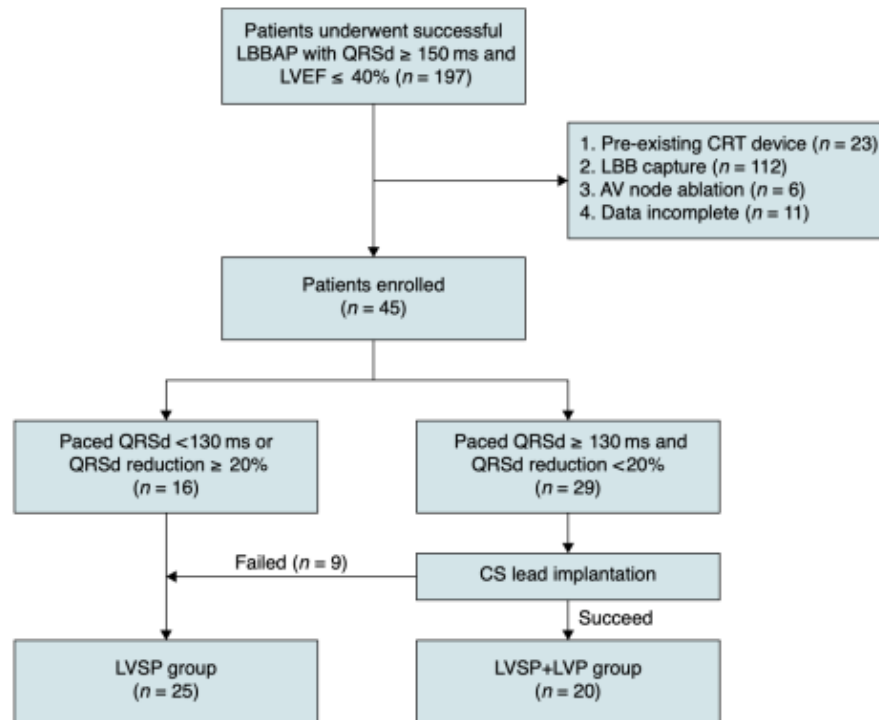 Patients underwent successful
LBBAP with QRSd ≥ 150 ms and
LVEF ≤ 40% (n = 197)
1. Pre-existing CRT device (n = 23)
2. LBB capture (n = 112)
3. AV node ablation (n = 6)
4. Data incomplete (n = 11)
Patients enrolled
(n = 45)
Paced QRSd <130 ms or
QRSd reduction ≥ 20%
(n = 16)
Paced QRSd ≥ 130 ms and
QRSd reduction <20%
(n = 29)
Failed (n = 9)
CS lead implantation
Succeed
LVSP group
(n = 25)
LVSP+LVP group
(n = 20)